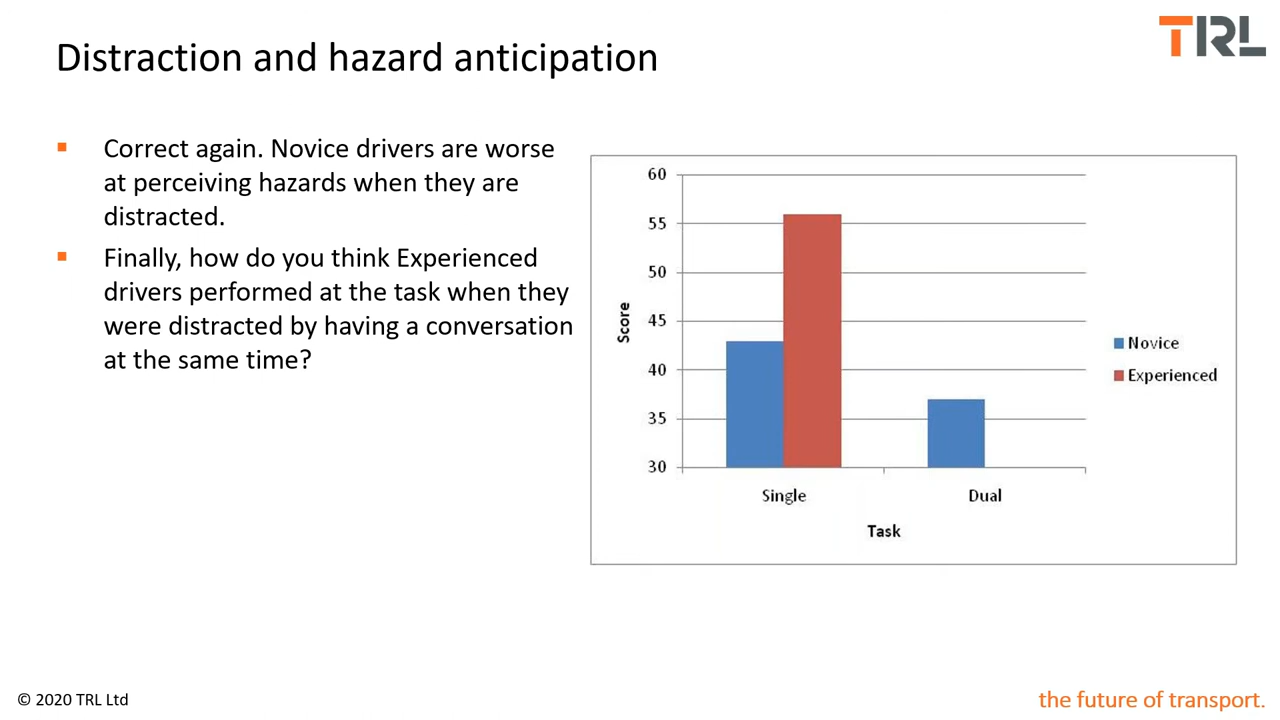 TRL
Distraction and hazard anticipation
Correct again. Novice drivers are worse
at perceiving hazards when they are
distracted.
Finally, how do you think Experienced
drivers performed at the task when they
were distracted by having a conversation
at the same time?
60
55
50
45
40
35
30
Score
Single
Dual
Task
Novice
Experienced
© 2020 TRL Ltd
the future of transport.